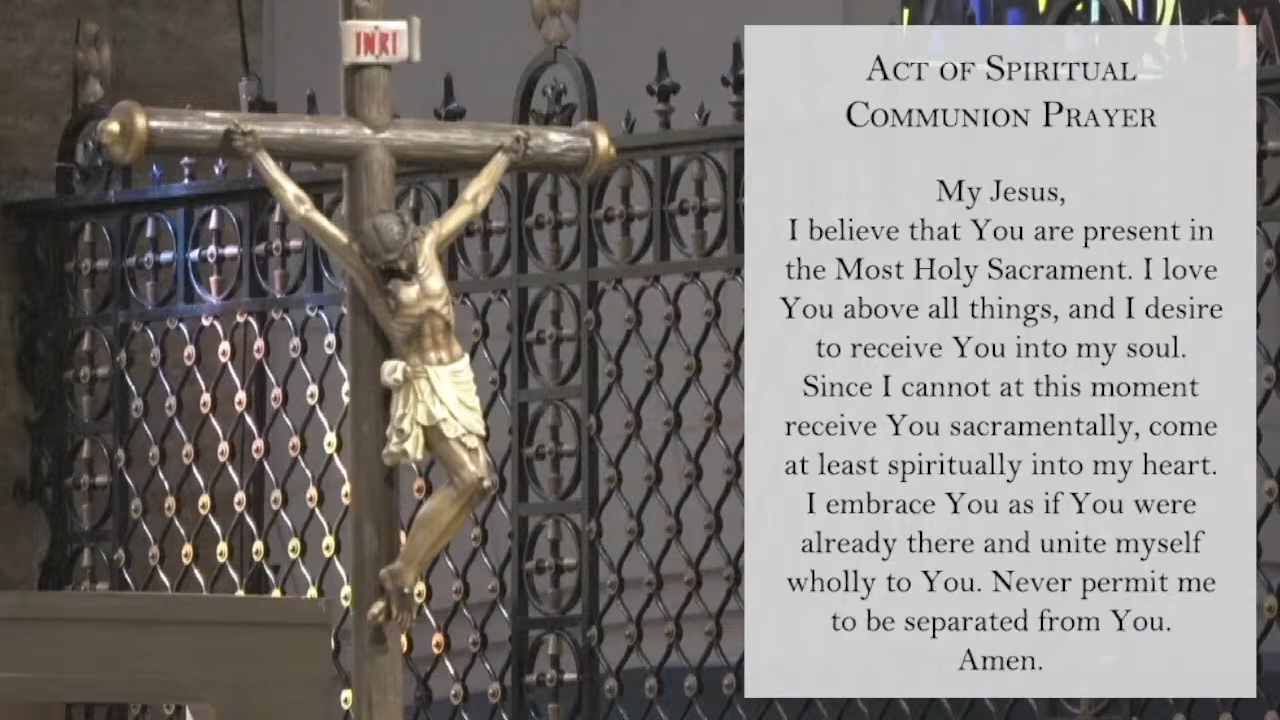 INRI
Act of Spiritual
Communion Prayer
My Jesus,
I believe that You are present in
the Most Holy Sacrament. I love
You above all things, and I desire
to receive You into my soul.
Since I cannot at this moment
receive You sacramentally, come
at least spiritually into my heart.
I embrace You as if You were
already there and unite myself
wholly to You. Never permit me
to be separated from You.
Amen.